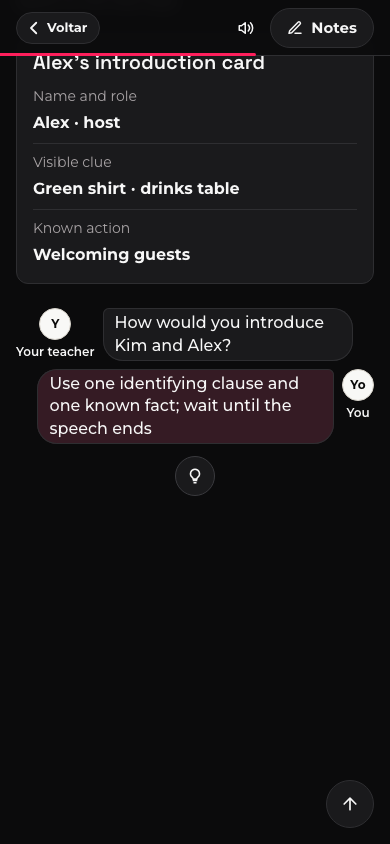 Voltar
Notes
Alex's introduction card
Name and role
Alex · host
Visible clue
Green shirt · drinks table
Known action
Welcoming guests
Y
Your teacher
How would you introduce
Kim and Alex?
Use one identifying clause and
one known fact; wait until the
speech ends
Yo
You